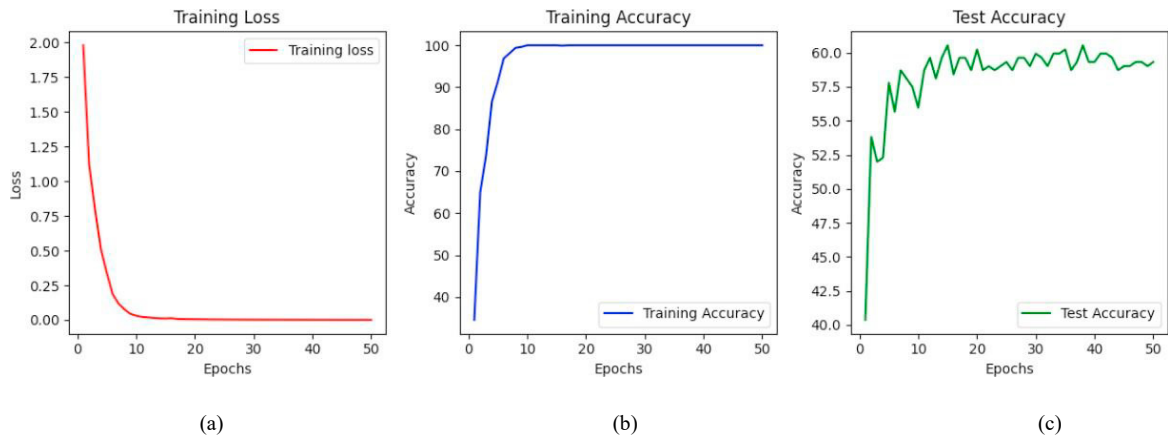 Training Loss
2.00
1.75
1.50
1.25
1.00
0.75
0.50
0.25
0.00
Loss
Training loss
0 10 20 30 40 50
Epochs
(a)
Training Accuracy
100
90
80
70
60
50
40
Accuracy
Training Accuracy
0 10 20 30 40 50
Epochs
(b)
Test Accuracy
60.0
57.5
55.0
52.5
50.0
47.5
45.0
42.5
40.0
Accuracy
Test Accuracy
0 10 20 30 40 50
Epochs
(c)